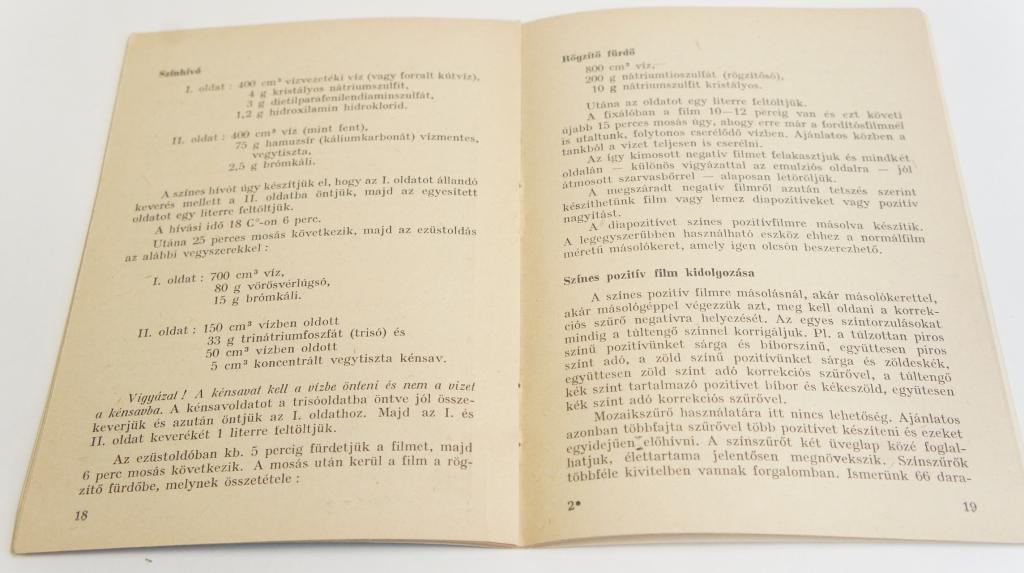 Színhívó
I. oldat : 400 cm³ vízvezetéki víz (vagy forralt kútvíz),
4 g kristályos nátriumszulfit,
3 g dietilparafenilendiaminszulfát,
1,2 g hidroxilamin hidroklorid.
II. oldat : 400 cm³ víz (mint fent),
75 g hamuzsír (káliumkarbonát) vízmentes,
vegytiszta,
2,5 g brómkáli.
A színes hívót úgy készítjük el, hogy az I. oldatot állandó
keverés mellett a II. oldatba öntjük, majd az egyesített
oldatot egy literre feltöltjük.
A hívási idő 18 C°-on 6 perc.
Utána 25 perces mosás következik, majd az ezüstoldás
az alábbi vegyszerekkel :
I. oldat : 700 cm³ víz,
80 g vörösvérlúgsó,
15 g brómkáli.
II. oldat : 150 cm³ vízben oldott
33 g trinátriumfoszfát (trisó) és
50 cm³ vízben oldott
5 cm³ koncentrált vegytiszta kénsav.
Vigyázat ! A kénsavat kell a vízbe önteni és nem a vizet
a kénsavba. A kénsavoldatot a trisóoldatba öntve jól össze-
keverjük és azután öntjük az I. oldathoz. Majd az I. és
II. oldat keverékét 1 literre feltöltjük.
Az ezüstoldóban kb. 5 percig fürdetjük a filmet, majd
6 perc mosás következik. A mosás után kerül a film a rög-
zítő fürdőbe, melynek összetétele :
18
Rögzítő fürdő
800 cm³ víz,
200 g nátriumtioszulfát (rögzítősó),
10 g nátriumszulfit kristályos.
Utána az oldatot egy literre feltöltjük.
A fixálóban a film 10—12 percig van és ezt követi
újabb 15 perces mosás úgy, ahogy erre már a fordítósfilmnél
is utaltunk, folytonos cserélődő vízben. Ajánlatos közben a
tankból a vizet teljesen is cserélni.
Az így kimosott negatív filmet felakasztjuk és mindkét
oldalán — különös vigyázattal az emulziós oldalra — jól
átmosott szarvasbőrrel — alaposan letöröljük.
A megszáradt negatív filmről azután tetszés szerint
készíthetünk film vagy lemez diapozitíveket vagy pozitív
nagyítást.
A diapozitívet színes pozitívfilmre másolva készítik.
A legegyszerűbben használható eszköz ehhez a normálfilm
méretű másolókeret, amely igen olcsón beszerezhető.
Színes pozitív film kidolgozása
A színes pozitív filmre másolásnál, akár másolókerettel,
akár másológéppel végezzük azt, meg kell oldani a korrek-
ciós szűrő negatívra helyezését. Az egyes színtorzulásokat
mindig a túltengő színnel korrigáljuk. Pl. a túlzottan piros
színű pozitívünket sárga és bíborszínű, együttesen piros
színt adó, a zöld színű pozitívünket sárga és zöldeskék,
együttesen zöld színt adó korrekciós szűrővel, a túltengő
kék színt tartalmazó pozitívet bíbor és kékeszöld, együtesen
kék színt adó korrekciós szűrővel.
Mozaikszűrő használatára itt nincs lehetőség. Ajánlatos
azonban többfajta szűrővel több pozitívet készíteni és ezeket
egyidejűen előhívni. A színszűrőt két üveglap közé foglal-
hatjuk, élettartama jelentősen megnövekszik. Színszűrők
többféle kivitelben vannak forgalomban. Ismerünk 66 dara-
2*
19